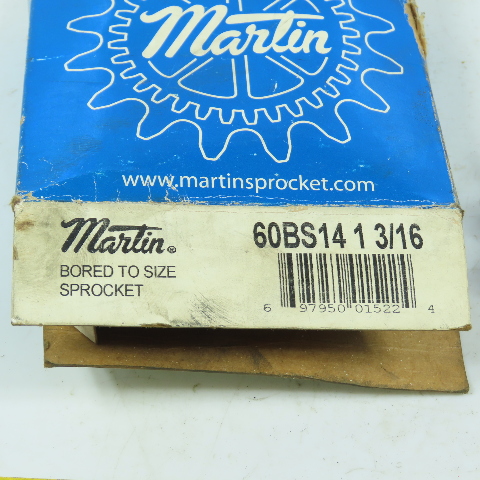 Martin
www.martinsprocket.com
Martin®
60BS14 1 3/16
BORED TO SIZE
SPROCKET
6 97950 01522 4